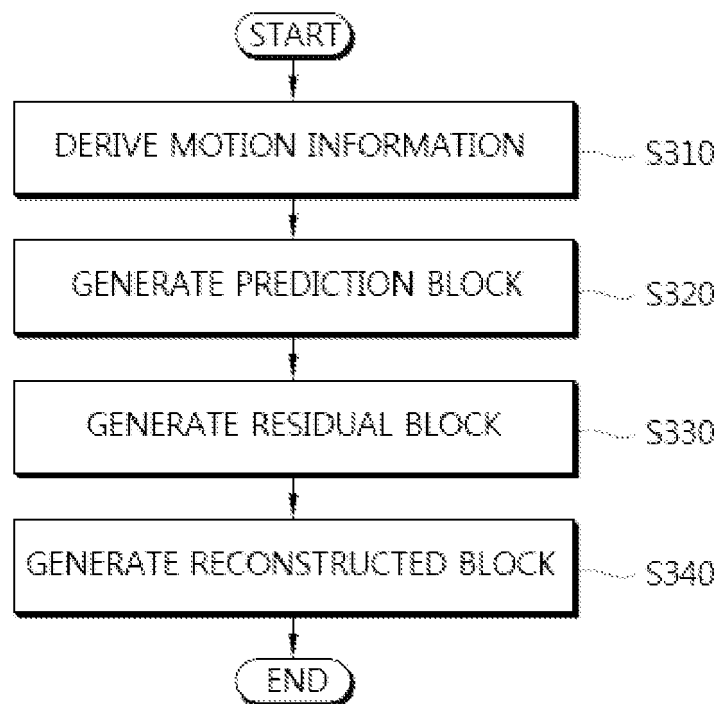 START
DERIVE MOTION INFORMATION
S310
GENERATE PREDICTION BLOCK
S320
GENERATE RESIDUAL BLOCK
S330
GENERATE RECONSTRUCTED BLOCK
S340
END